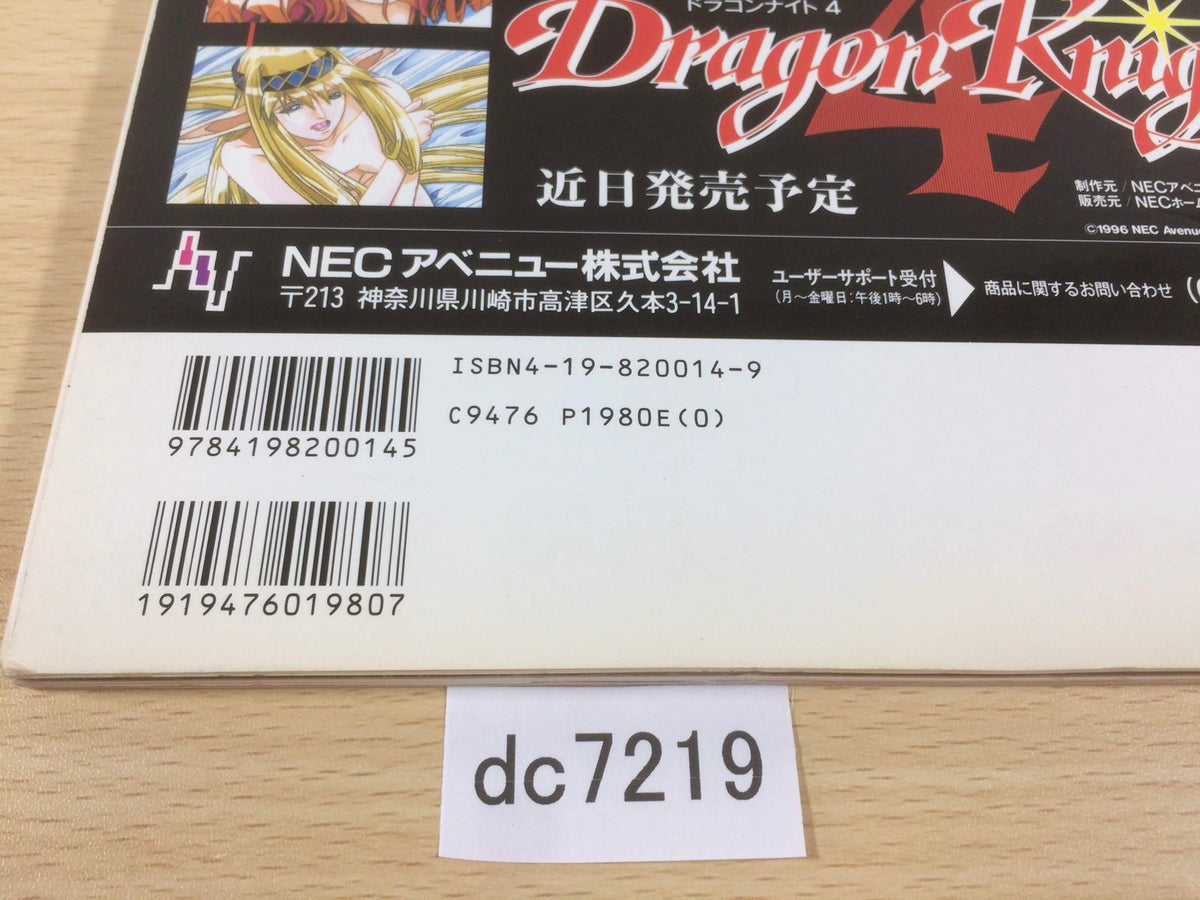 ドラゴンナイト4
Dragon Knig
4
近日発売予定
制作元/NECアベニ
販売元/NECホーム
©1996 NEC Avenue
NECアベニュー株式会社
〒213 神奈川県川崎市高津区久本3-14-1
ユーザーサポート受付
(月〜金曜日:午後1時〜6時)
商品に関するお問い合わせ
ISBN4-19-820014-9
C9476 P1980E(0)
9784198200145
1919476019807
dc7219